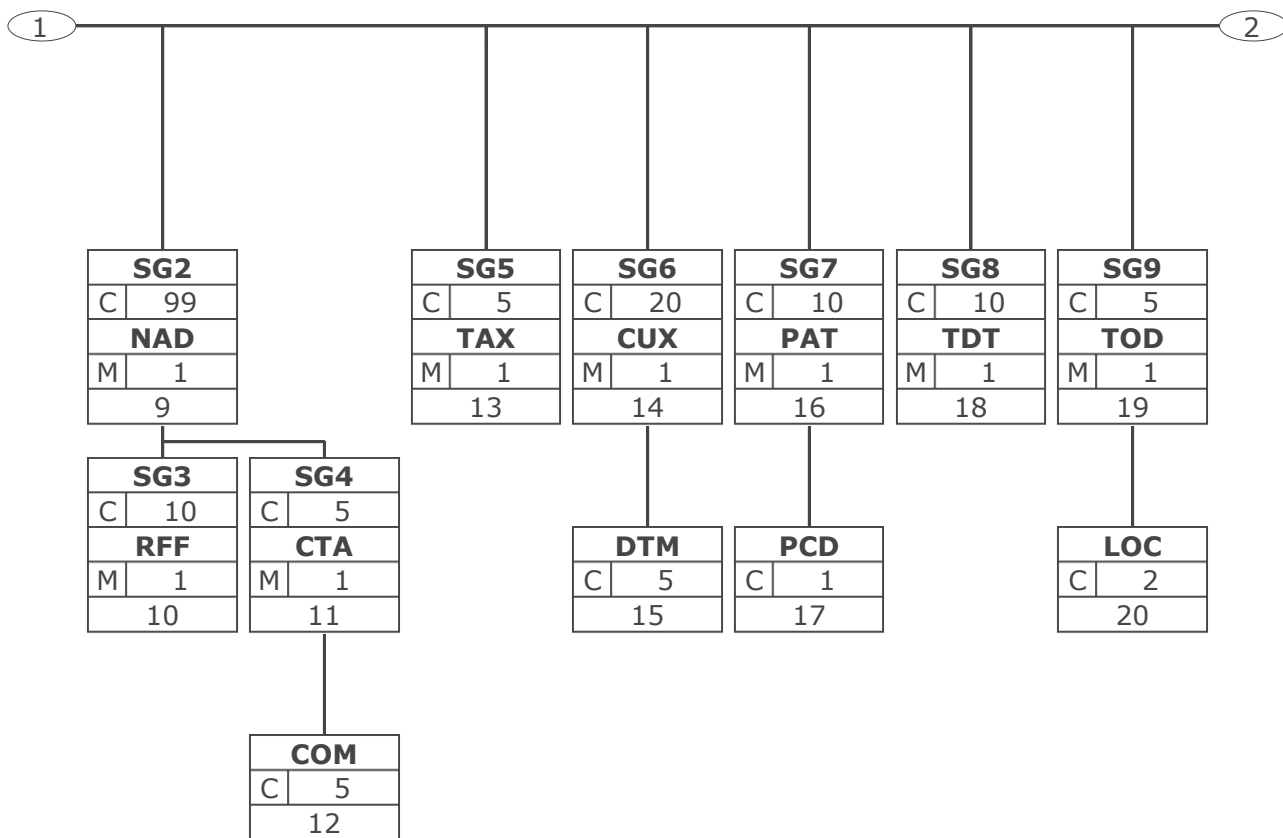 1
2
SG2
C 99
NAD
M 1
9
SG5
C 5
TAX
M 1
13
SG6
C 20
CUX
M 1
14
SG7
C 10
PAT
M 1
16
SG8
C 10
TDT
M 1
18
SG9
C 5
TOD
M 1
19
SG3
C 10
RFF
M 1
10
SG4
C 5
CTA
M 1
11
DTM
C 5
15
PCD
C 1
17
LOC
C 2
20
COM
C 5
12